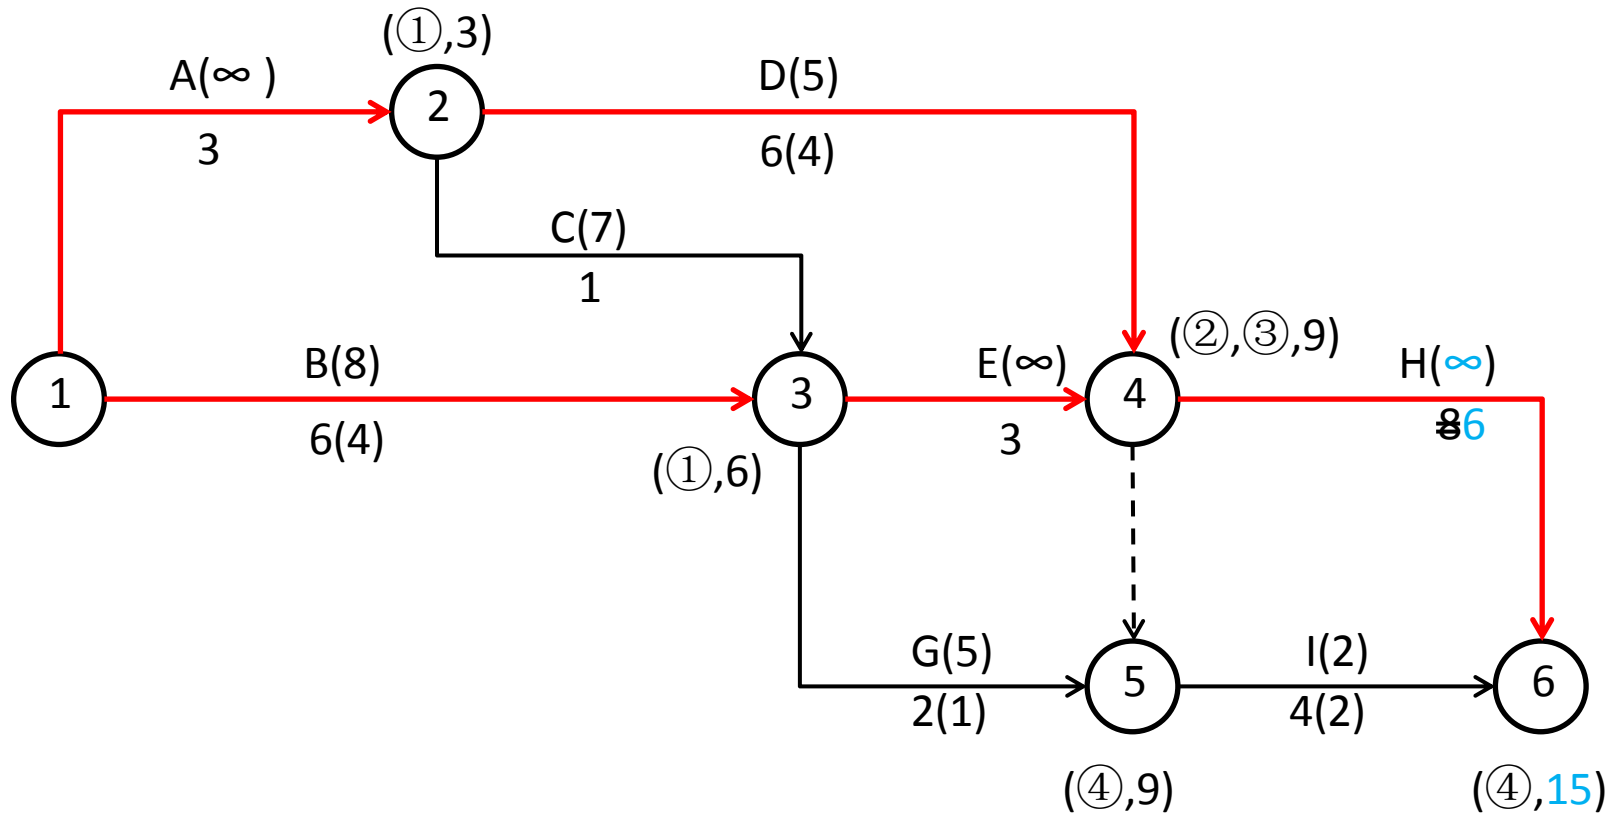 (①,3)
A(∞ )
D(5)
2
3
6(4)
C(7)
1
(②,③,9)
B(8)
E(∞)
H(∞)
1
3
4
6(4)
3
86
(①,6)
G(5)
I(2)
5
6
2(1)
4(2)
(④,9)
(④,15)